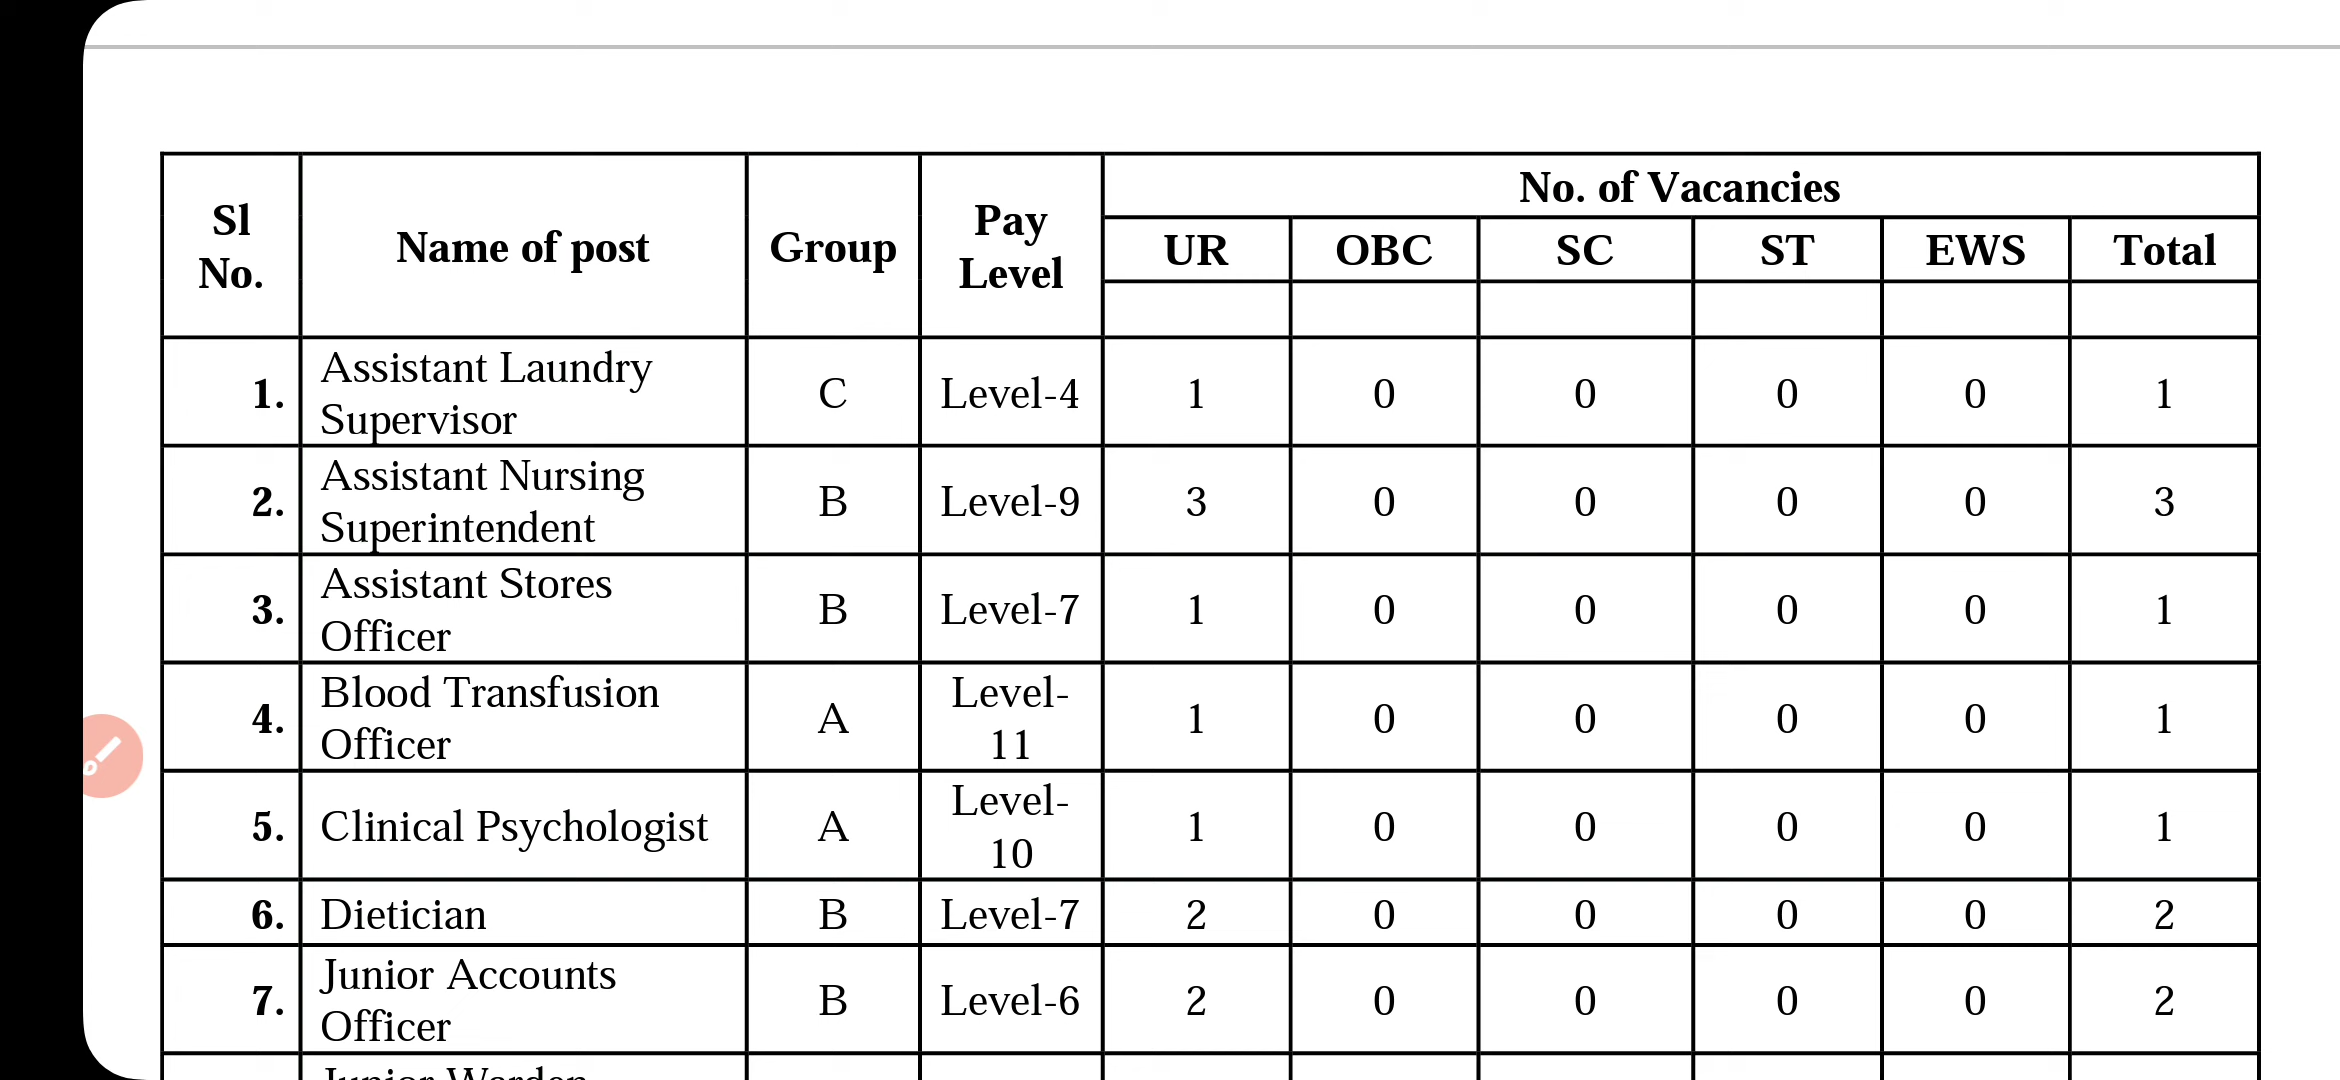 No. of Vacancies
Sl No. Name of post Group Pay Level UR OBC SC ST EWS Total
1. Assistant Laundry Supervisor C Level-4 1 0 0 0 0 1
2. Assistant Nursing Superintendent B Level-9 3 0 0 0 0 3
3. Assistant Stores Officer B Level-7 1 0 0 0 0 1
4. Blood Transfusion Officer A Level-11 1 0 0 0 0 1
5. Clinical Psychologist A Level-10 1 0 0 0 0 1
6. Dietician B Level-7 2 0 0 0 0 2
7. Junior Accounts Officer B Level-6 2 0 0 0 0 2
Junior Warden